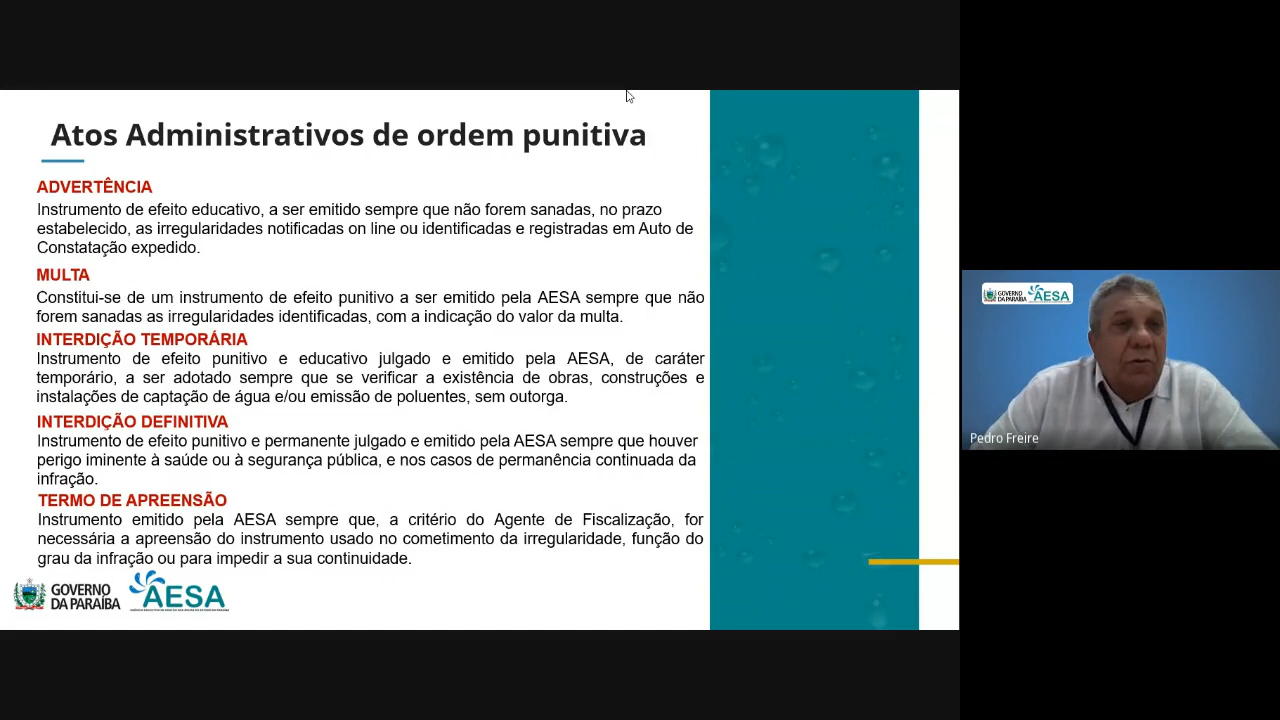 Atos Administrativos de ordem punitiva
ADVERTÊNCIA
Instrumento de efeito educativo, a ser emitido sempre que não forem sanadas, no prazo
estabelecido, as irregularidades notificadas on line ou identificadas e registradas em Auto de
Constatação expedido.
MULTA
Constitui-se de um instrumento de efeito punitivo a ser emitido pela AESA sempre que não
forem sanadas as irregularidades identificadas, com a indicação do valor da multa.
INTERDIÇÃO TEMPORÁRIA
Instrumento de efeito punitivo e educativo julgado e emitido pela AESA, de caráter
temporário, a ser adotado sempre que se verificar a existência de obras, construções e
instalações de captação de água e/ou emissão de poluentes, sem outorga.
INTERDIÇÃO DEFINITIVA
Instrumento de efeito punitivo e permanente julgado e emitido pela AESA sempre que houver
perigo iminente à saúde ou à segurança pública, e nos casos de permanência continuada da
infração.
TERMO DE APREENSÃO
Instrumento emitido pela AESA sempre que, a critério do Agente de Fiscalização, for
necessária a apreensão do instrumento usado no cometimento da irregularidade, função do
grau da infração ou para impedir a sua continuidade.
GOVERNO
DA PARAÍBA
AESA
GOVERNO
DA PARAÍBA
AESA
Pedro Freire